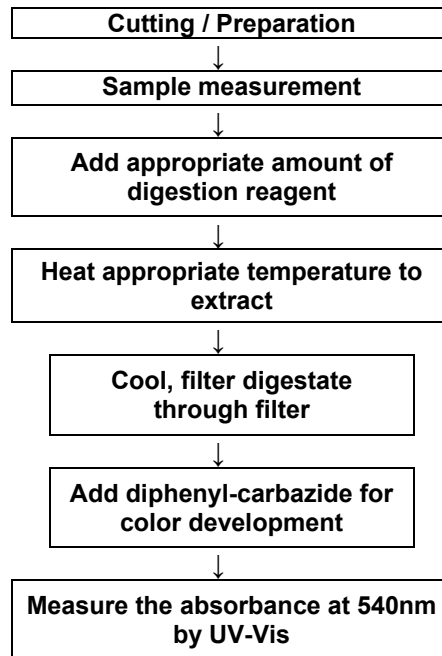 Cutting / Preparation
↓
Sample measurement
↓
Add appropriate amount of
digestion reagent
↓
Heat appropriate temperature to
extract
↓
Cool, filter digestate
through filter
↓
Add diphenyl-carbazide for
color development
↓
Measure the absorbance at 540nm
by UV-Vis